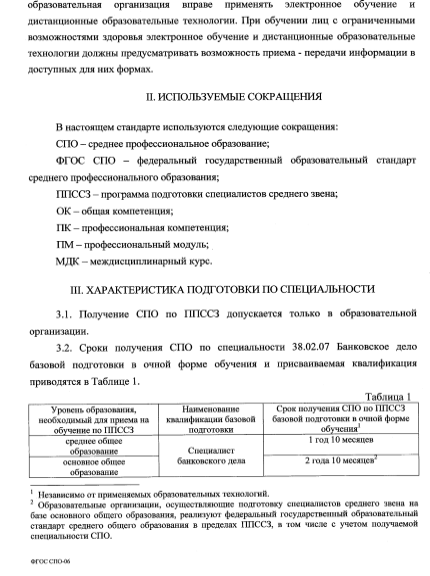 образовательная организация вправе применять электронное обучение и
дистанционные образовательные технологии. При обучении лиц с ограниченными
возможностями здоровья электронное обучение и дистанционные образовательные
технологии должны предусматривать возможность приема - передачи информации в
доступных для них формах.
II. ИСПОЛЬЗУЕМЫЕ СОКРАЩЕНИЯ
В настоящем стандарте используются следующие сокращения:
СПО – среднее профессиональное образование;
ФГОС СПО – федеральный государственный образовательный стандарт
среднего профессионального образования;
ППССЗ – программа подготовки специалистов среднего звена;
ОК – общая компетенция;
ПК – профессиональная компетенция;
ПМ – профессиональный модуль;
МДК – междисциплинарный курс.
III. ХАРАКТЕРИСТИКА ПОДГОТОВКИ ПО СПЕЦИАЛЬНОСТИ
3.1. Получение СПО по ППССЗ допускается только в образовательной
организации.
3.2. Сроки получения СПО по специальности 38.02.07 Банковское дело
базовой подготовки в очной форме обучения и присваиваемая квалификация
приводятся в Таблице 1.
Таблица 1
Уровень образования,
необходимый для приема на
обучение по ППССЗ
Наименование
квалификации базовой
подготовки
Срок получения СПО по ППССЗ
базовой подготовки в очной форме
обучения¹
среднее общее
образование
Специалист
банковского дела
1 год 10 месяцев
основное общее
образование
2 года 10 месяцев²
¹ Независимо от применяемых образовательных технологий.
² Образовательные организации, осуществляющие подготовку специалистов среднего звена на
базе основного общего образования, реализуют федеральный государственный образовательный
стандарт среднего общего образования в пределах ППССЗ, в том числе с учетом получаемой
специальности СПО.
ФГОС СПО-06